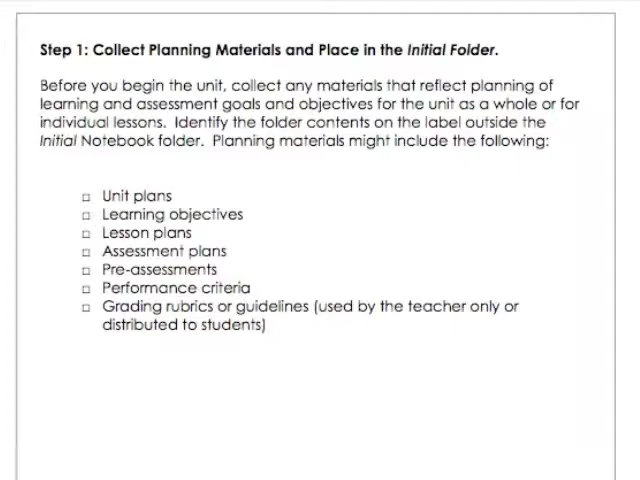 Step 1: Collect Planning Materials and Place in the Initial Folder.
Before you begin the unit, collect any materials that reflect planning of
learning and assessment goals and objectives for the unit as a whole or for
individual lessons. Identify the folder contents on the label outside the
Initial Notebook folder. Planning materials might include the following:
□ Unit plans
□ Learning objectives
□ Lesson plans
□ Assessment plans
□ Pre-assessments
□ Performance criteria
□ Grading rubrics or guidelines (used by the teacher only or
distributed to students)